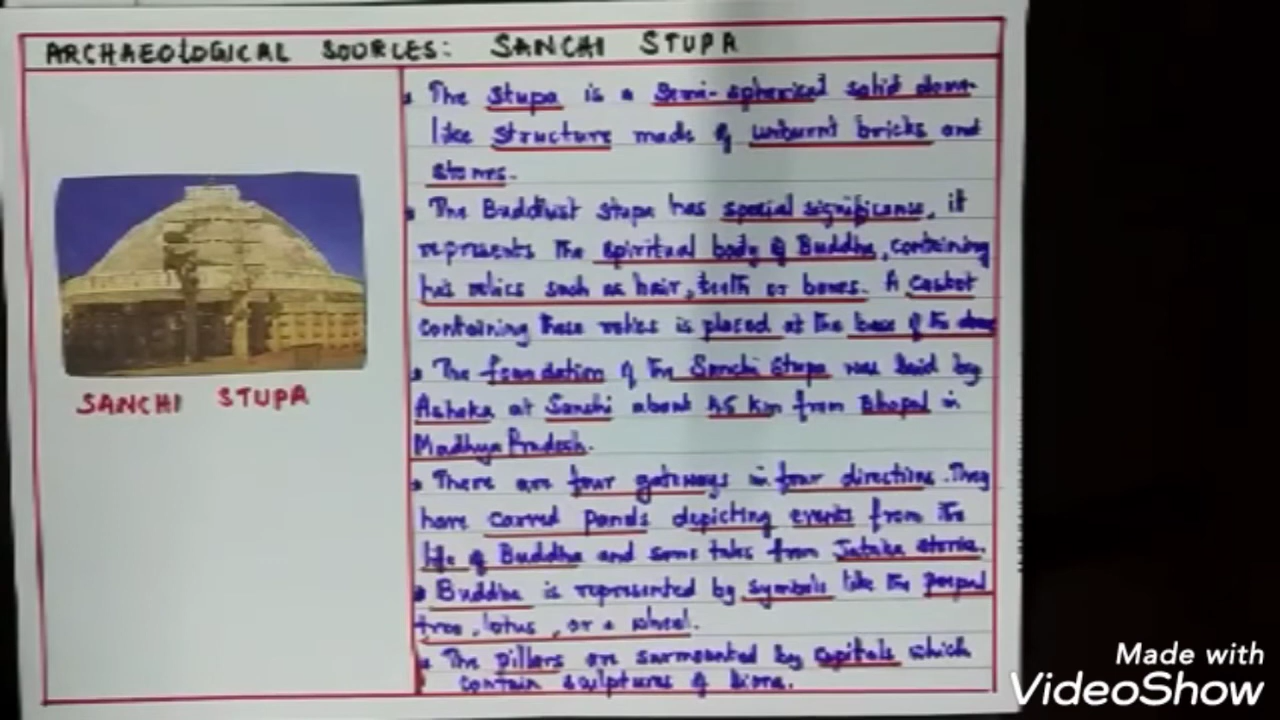 ARCHAEOLOGICAL SOURCES: SANCHI STUPA
SANCHI STUPA
The Stupa is a semi-spherical solid dome-
like structure made of unburnt bricks and
stones.
The Buddhist stupa has special significance, it
represents the spiritual body of Buddha, containing
his relics such as hair, teeth or bones. A casket
containing these relics is placed at the base of the dome
The foundation of the Sanchi Stupa was laid by
Ashoka at Sanchi about 45 km from Bhopal in
Madhya Pradesh.
There are four gateways in four directions. They
have carved panels depicting events from the
life of Buddha and some tales from Jataka stories.
Buddha is represented by symbols like the peepal
tree, lotus, or a wheel.
The pillars are surmounted by capitals which
contain sculptures of lions.
Made with
VideoShow